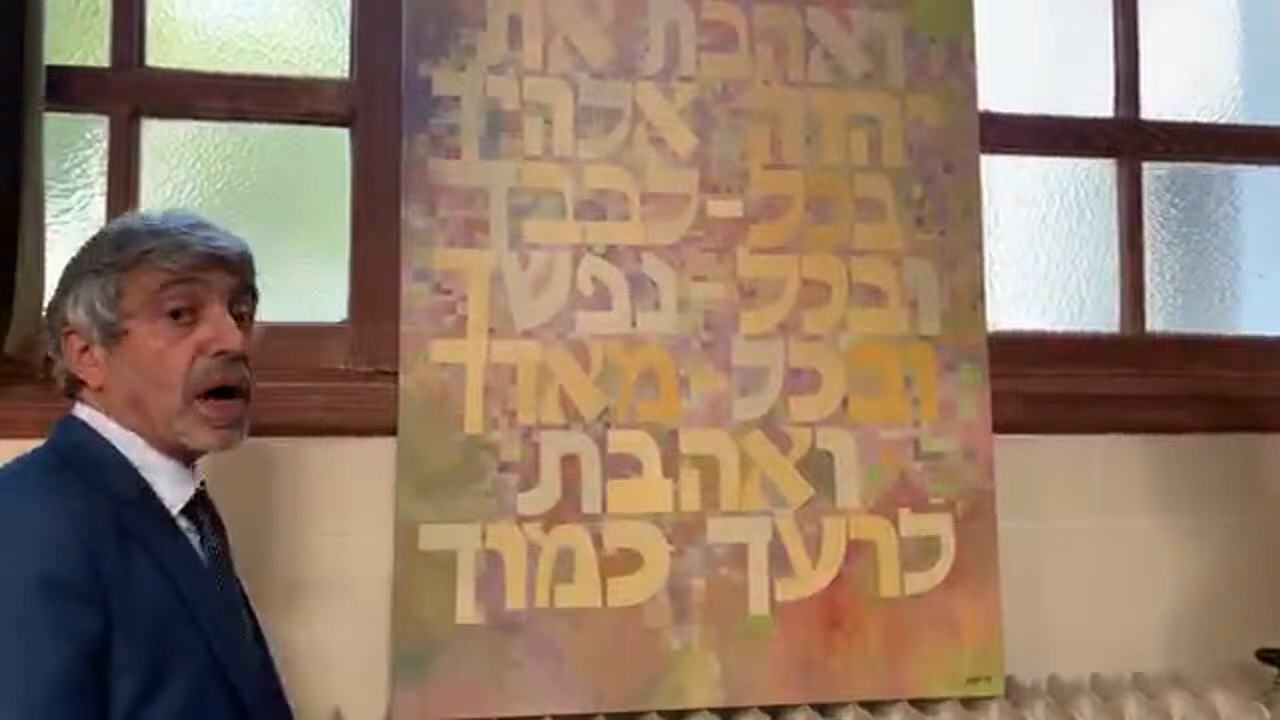 ואהבת את
יהוה אלהיך
בכל-לבבך
ובכל-נפשך
ובכל-מאדך
ואהבת
לרעך כמוך